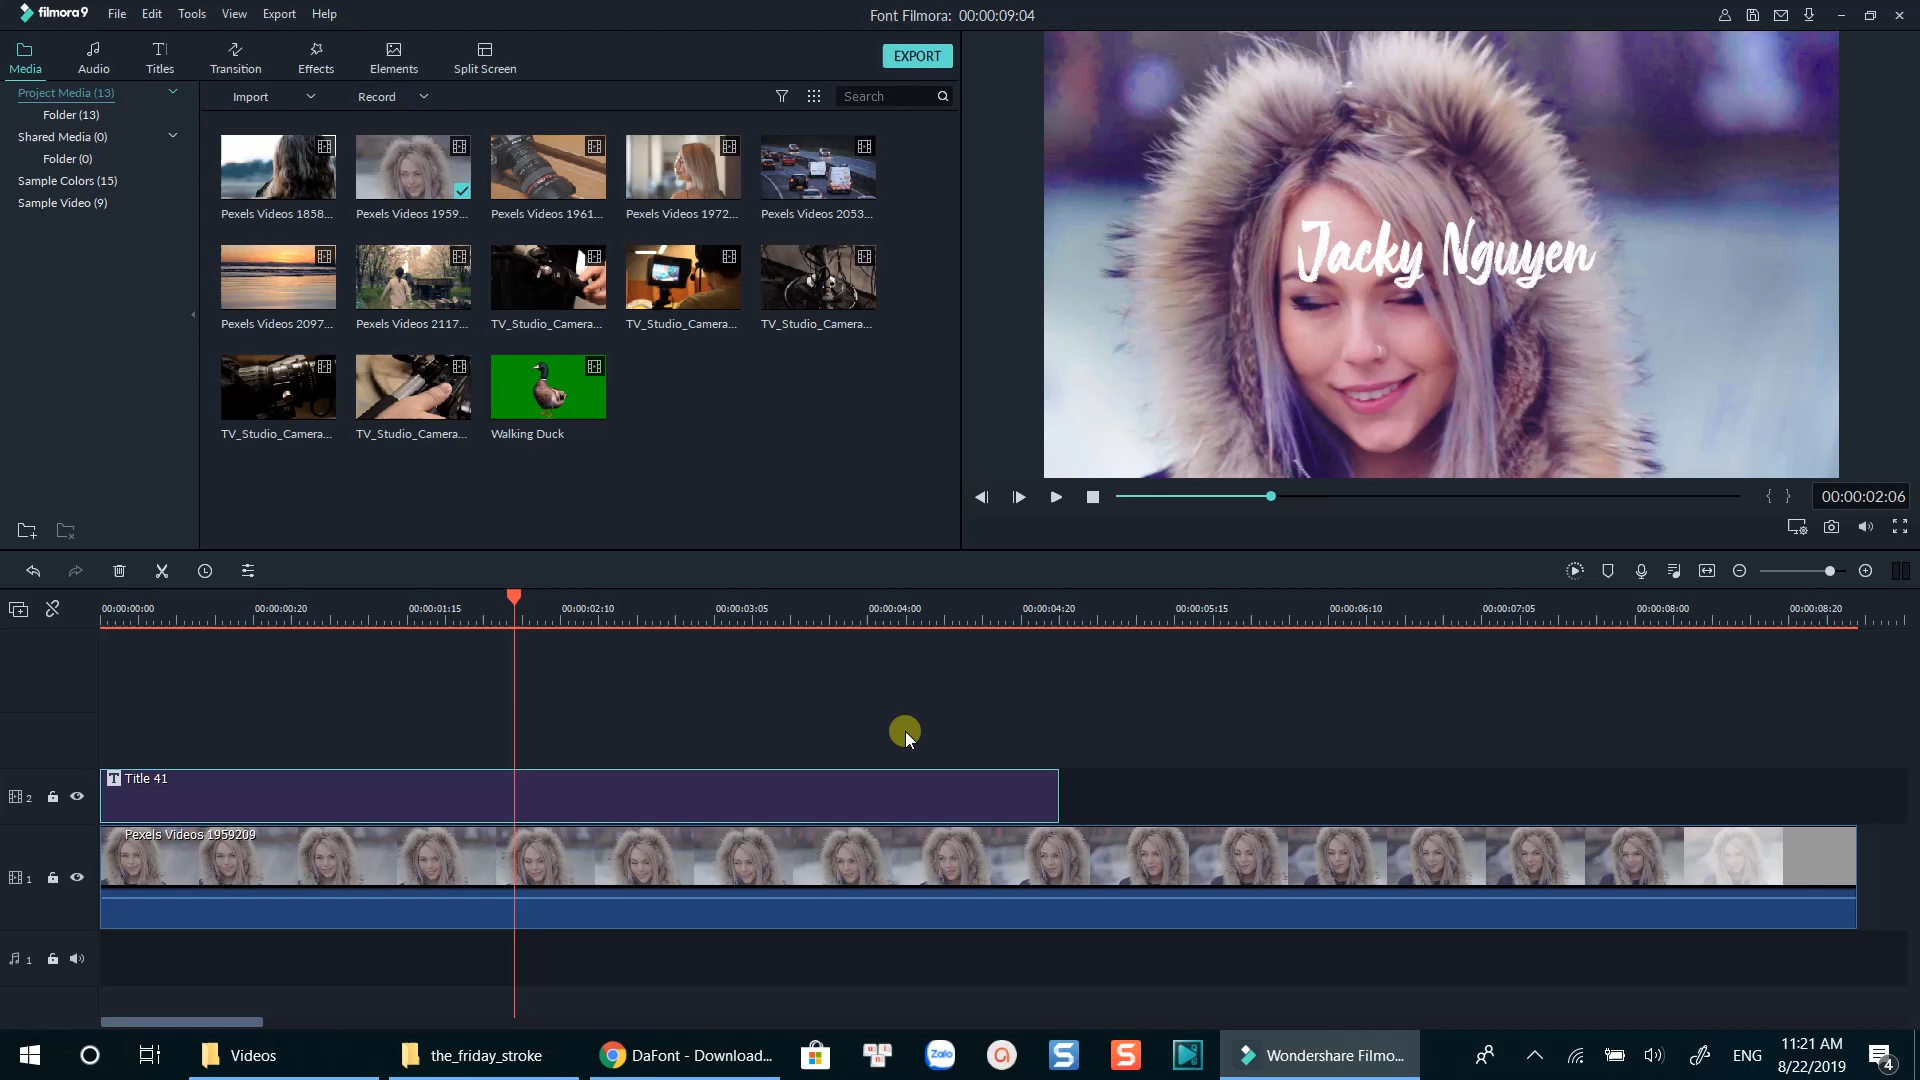 filmora9 File Edit Tools View Export Help
Font Filmora: 00:00:09:04
Media Audio Titles Transition Effects Elements Split Screen
EXPORT
Project Media (13)
Folder (13)
Shared Media (0)
Folder (0)
Sample Colors (15)
Sample Video (9)
Import Record Search
Pexels Videos 1858... Pexels Videos 1959... Pexels Videos 1961... Pexels Videos 1972... Pexels Videos 2053...
Pexels Videos 2097... Pexels Videos 2117... TV_Studio_Camera... TV_Studio_Camera... TV_Studio_Camera...
TV_Studio_Camera... TV_Studio_Camera... Walking Duck
Jacky Nguyen
00:00:02:06
00:00:00:00 00:00:00:20 00:00:01:15 00:00:02:10 00:00:03:05 00:00:04:00 00:00:04:20 00:00:05:15 00:00:06:10 00:00:07:05 00:00:08:00 00:00:08:20
T Title 41
2
Pexels Videos 1959209
1
1
Videos the_friday_stroke DaFont - Download... Zalo Wondershare Filmo... ENG 11:21 AM
8/22/2019
4